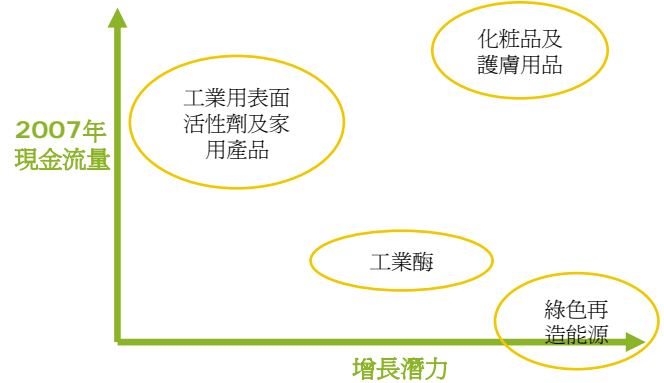 化粧品及
護膚用品
工業用表面
活性劑及家
用產品
2007年
現金流量
工業酶
綠色再
造能源
增長潛力